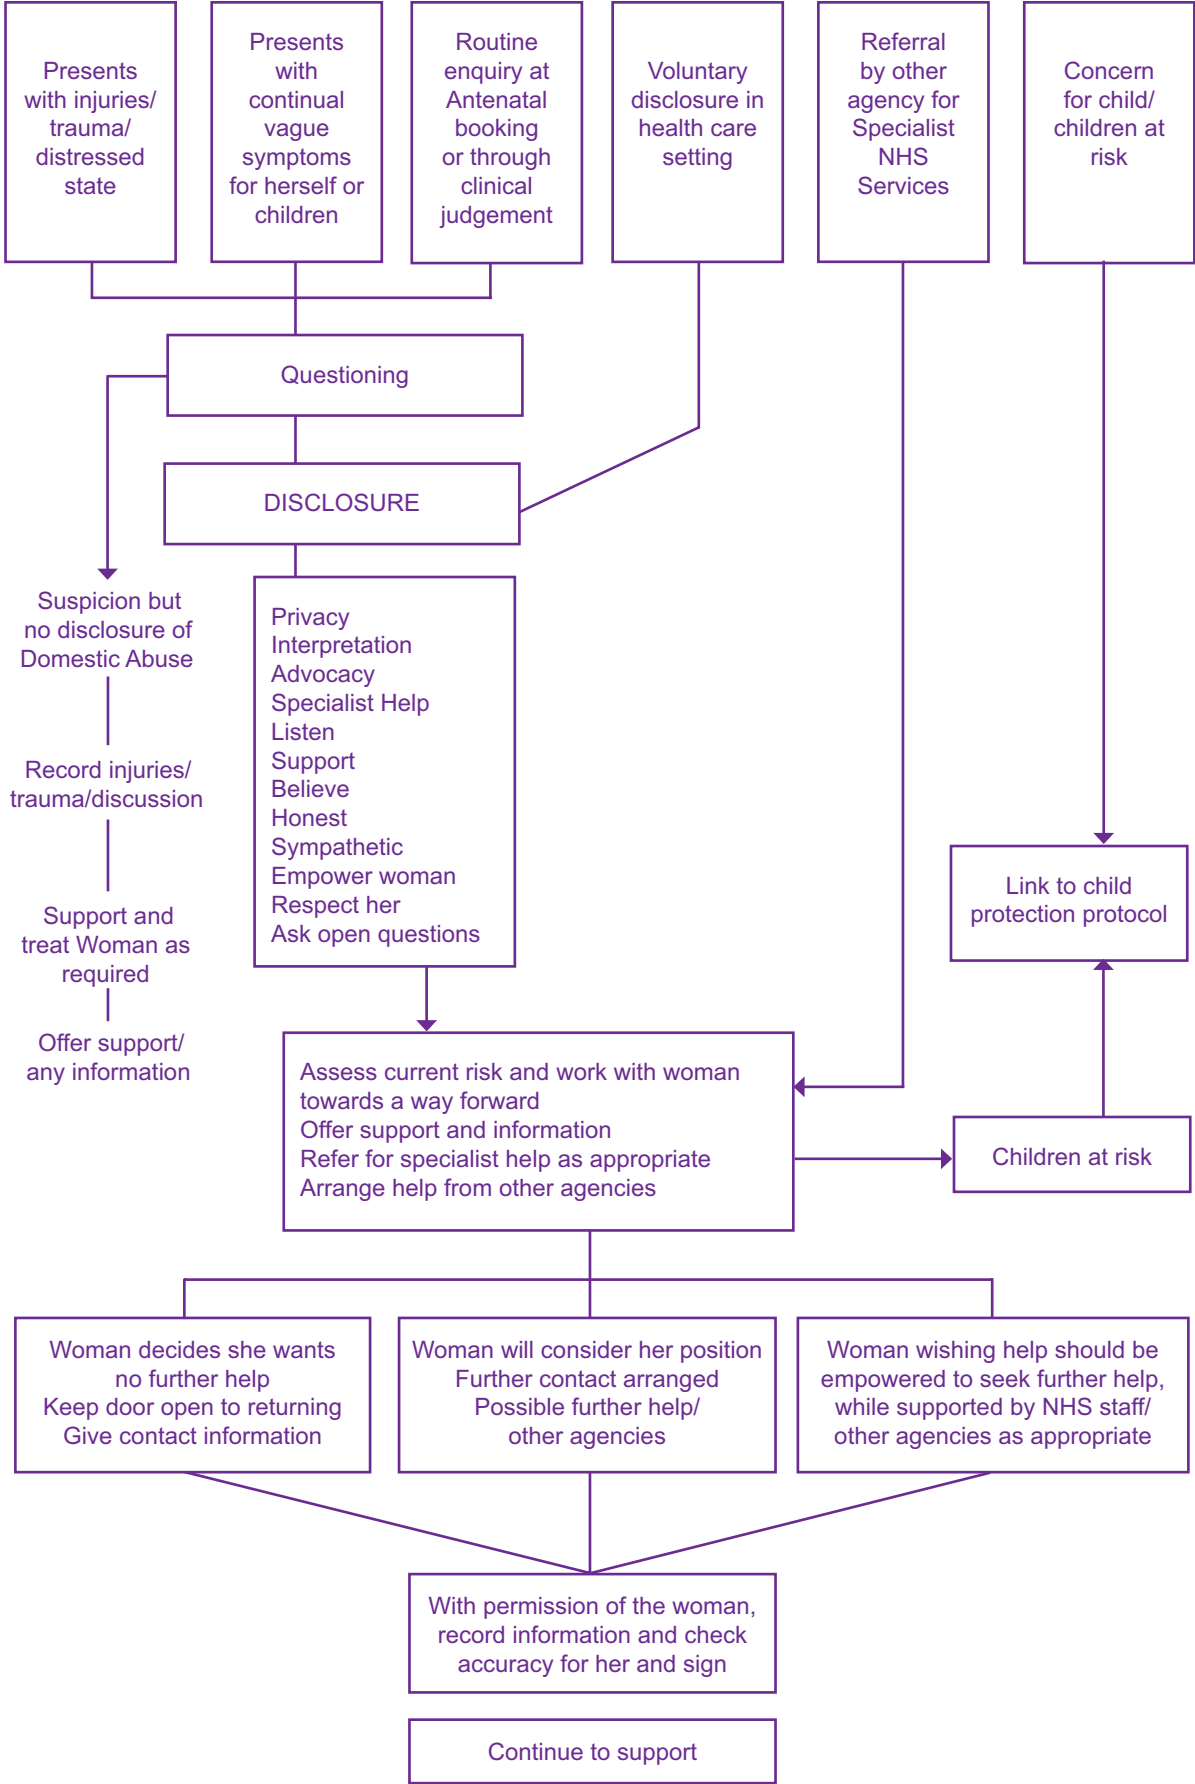 Presents
with injuries/
trauma/
distressed
state
Presents
with
continual
vague
symptoms
for herself or
children
Routine
enquiry at
Antenatal
booking
or through
clinical
judgement
Voluntary
disclosure in
health care
setting
Referral
by other
agency for
Specialist
NHS
Services
Concern
for child/
children at
risk
Questioning
DISCLOSURE
Suspicion but
no disclosure of
Domestic Abuse
Record injuries/
trauma/discussion
Support and
treat Woman as
required
Offer support/
any information
Privacy
Interpretation
Advocacy
Specialist Help
Listen
Support
Believe
Honest
Sympathetic
Empower woman
Respect her
Ask open questions
Link to child
protection protocol
Assess current risk and work with woman
towards a way forward
Offer support and information
Refer for specialist help as appropriate
Arrange help from other agencies
Children at risk
Woman decides she wants
no further help
Keep door open to returning
Give contact information
Woman will consider her position
Further contact arranged
Possible further help/
other agencies
Woman wishing help should be
empowered to seek further help,
while supported by NHS staff/
other agencies as appropriate
With permission of the woman,
record information and check
accuracy for her and sign
Continue to support